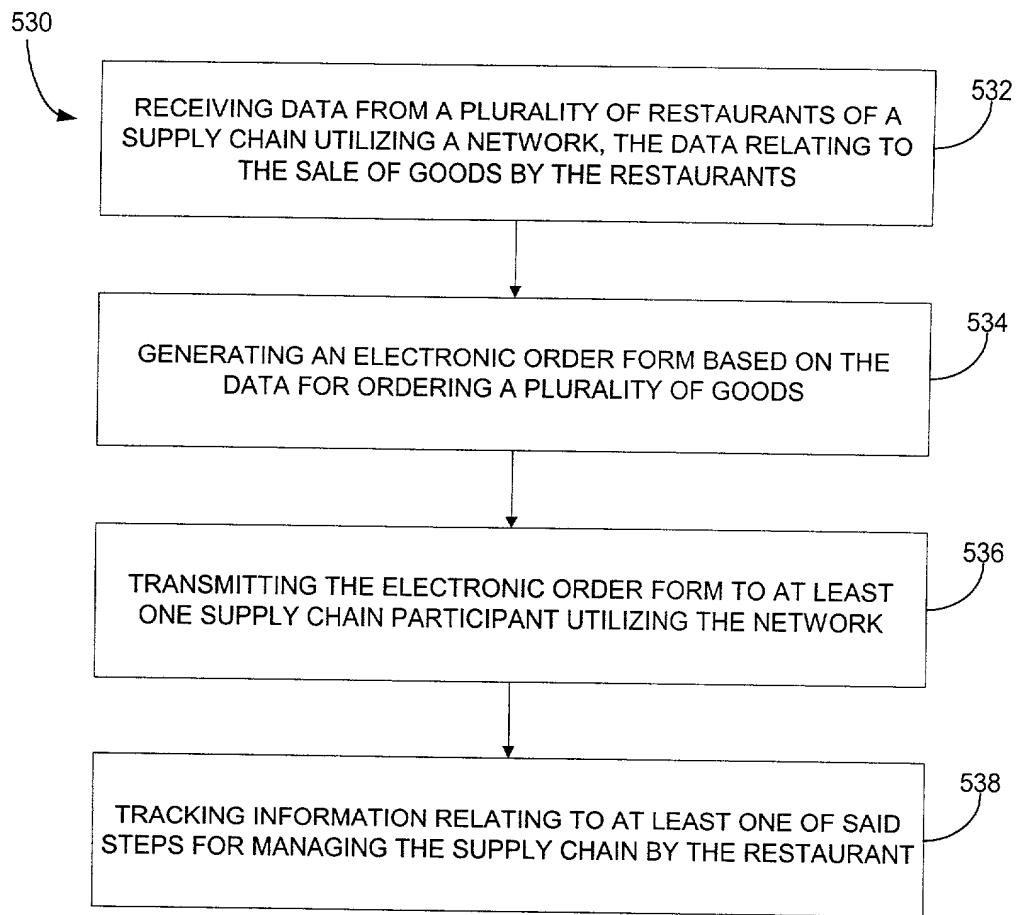 530
RECEIVING DATA FROM A PLURALITY OF RESTAURANTS OF A
SUPPLY CHAIN UTILIZING A NETWORK, THE DATA RELATING TO
THE SALE OF GOODS BY THE RESTAURANTS
532
GENERATING AN ELECTRONIC ORDER FORM BASED ON THE
DATA FOR ORDERING A PLURALITY OF GOODS
534
TRANSMITTING THE ELECTRONIC ORDER FORM TO AT LEAST
ONE SUPPLY CHAIN PARTICIPANT UTILIZING THE NETWORK
536
TRACKING INFORMATION RELATING TO AT LEAST ONE OF SAID
STEPS FOR MANAGING THE SUPPLY CHAIN BY THE RESTAURANT
538